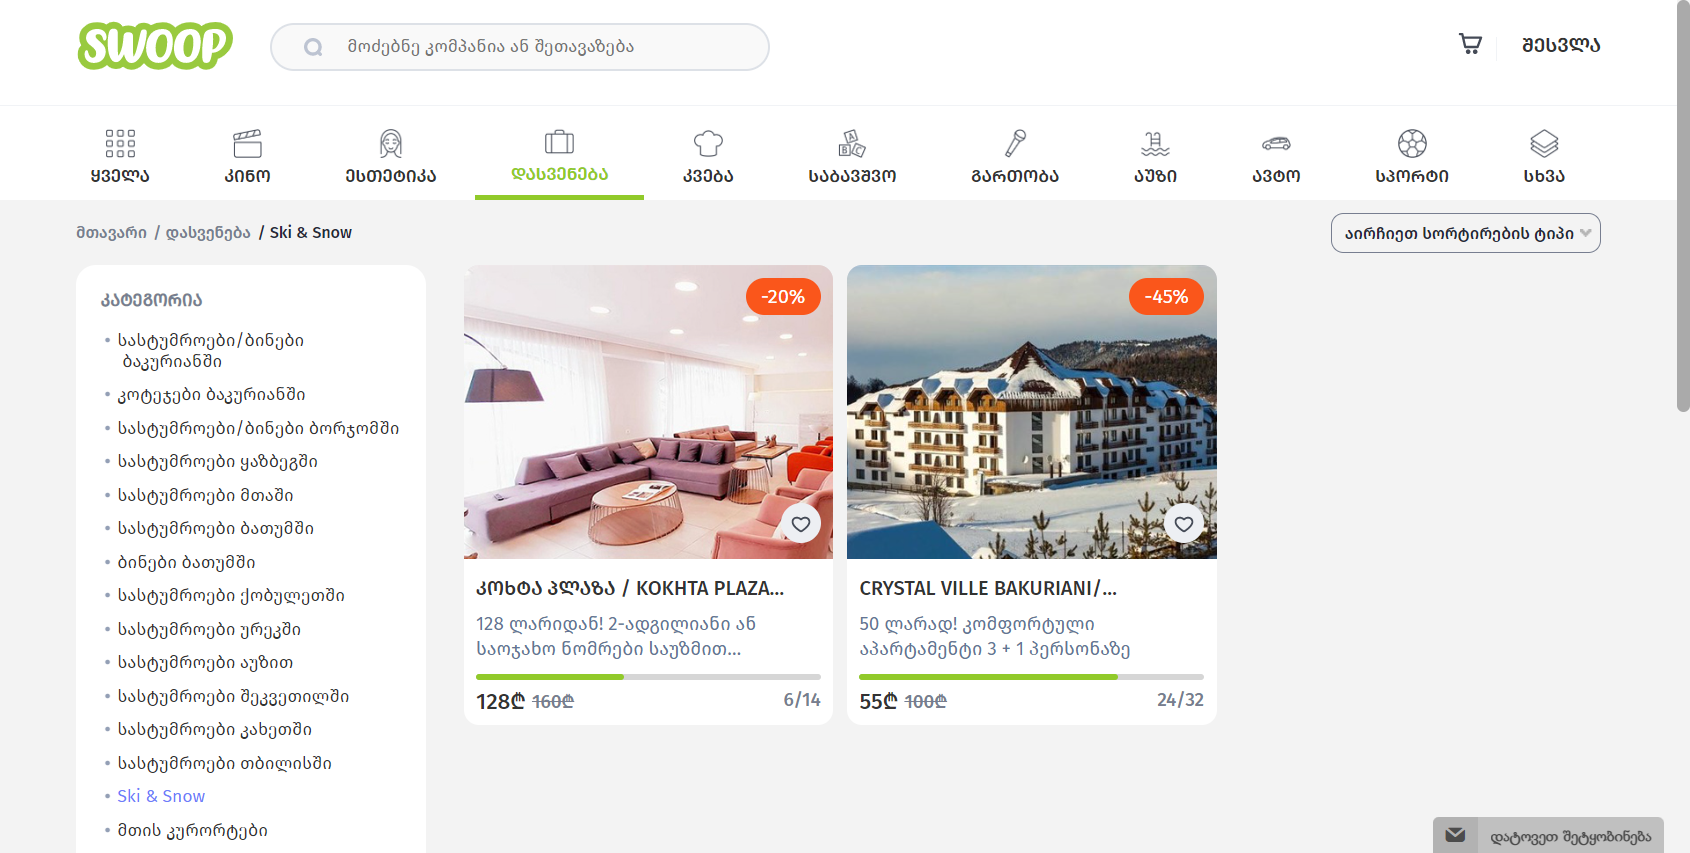 SWOOP
მოძებნე კომპანია ან შეთავაზება
შესვლა
ყველა
კინო
ესთეტიკა
დასვენება
კვება
საბავშვო
გართობა
აუზი
ავტო
სპორტი
სხვა
მთავარი / დასვენება / Ski & Snow
აირჩიეთ სორტირების ტიპი
კატეგორია
სასტუმროები/ბინები
ბაკურიანში
კოტეჯები ბაკურიანში
სასტუმროები/ბინები ბორჯომში
სასტუმროები ყაზბეგში
სასტუმროები მთაში
სასტუმროები ბათუმში
ბინები ბათუმში
სასტუმროები ქობულეთში
სასტუმროები ურეკში
სასტუმროები აუზით
სასტუმროები შეკვეთილში
სასტუმროები კახეთში
სასტუმროები თბილისში
Ski & Snow
მთის კურორტები
-20%
კოხტა პლაზა / KOKHTA PLAZA...
128 ლარიდან! 2-ადგილიანი ან
საოჯახო ნომრები საუზმით...
128₾ 160₾ 6/14
-45%
CRYSTAL VILLE BAKURIANI/...
50 ლარად! კომფორტული
აპარტამენტი 3 + 1 პერსონაზე
55₾ 100₾ 24/32
დატოვეთ შეტყობინება